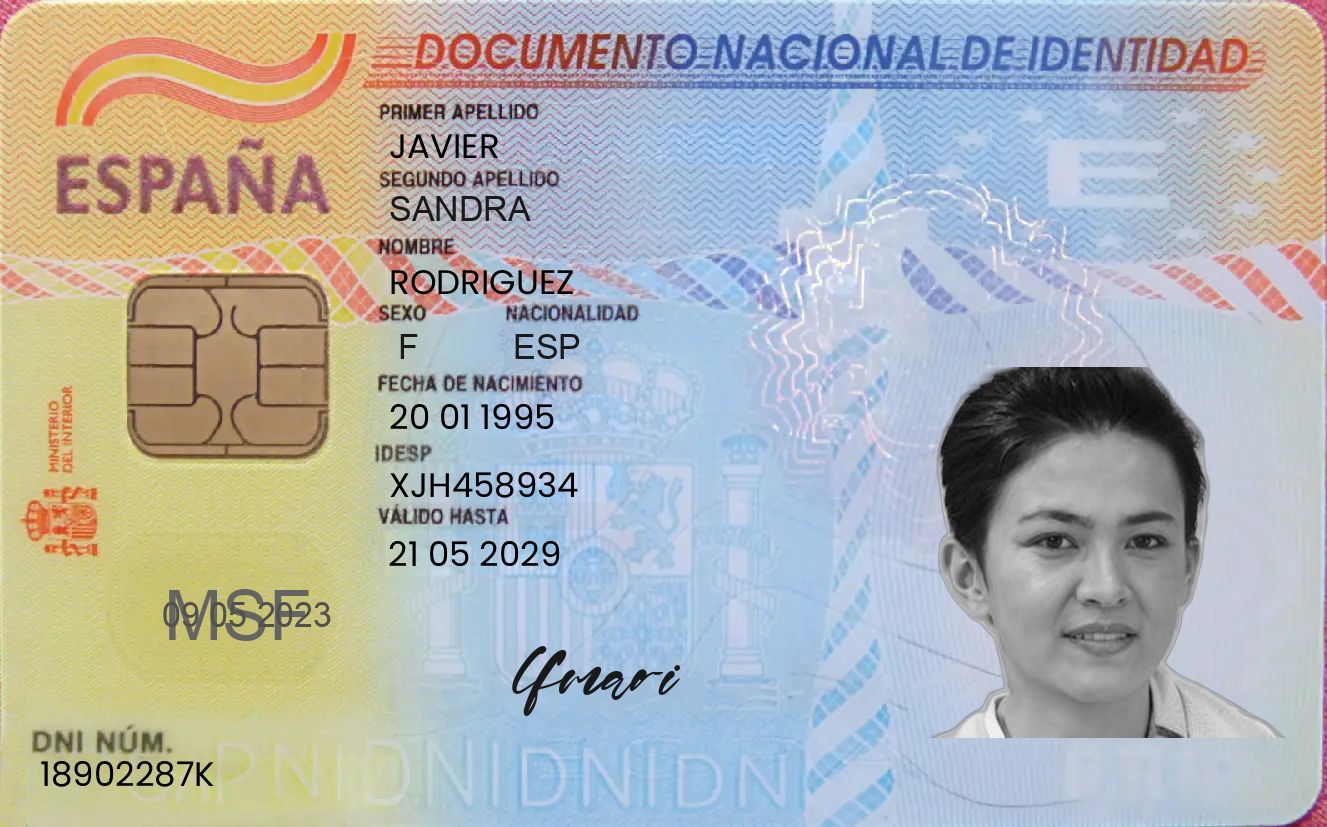 DOCUMENTO NACIONAL DE IDENTIDAD
ESPAÑA
PRIMER APELLIDO
JAVIER
SEGUNDO APELLIDO
SANDRA
NOMBRE
RODRIGUEZ
SEXO NACIONALIDAD
F ESP
FECHA DE NACIMIENTO
20 01 1995
IDESP
XJH458934
VÁLIDO HASTA
21 05 2029
E
MINISTERIO
DEL INTERIOR
MSF
09 05 2023
DNI NÚM.
18902287K
DNIDNIDNIDN